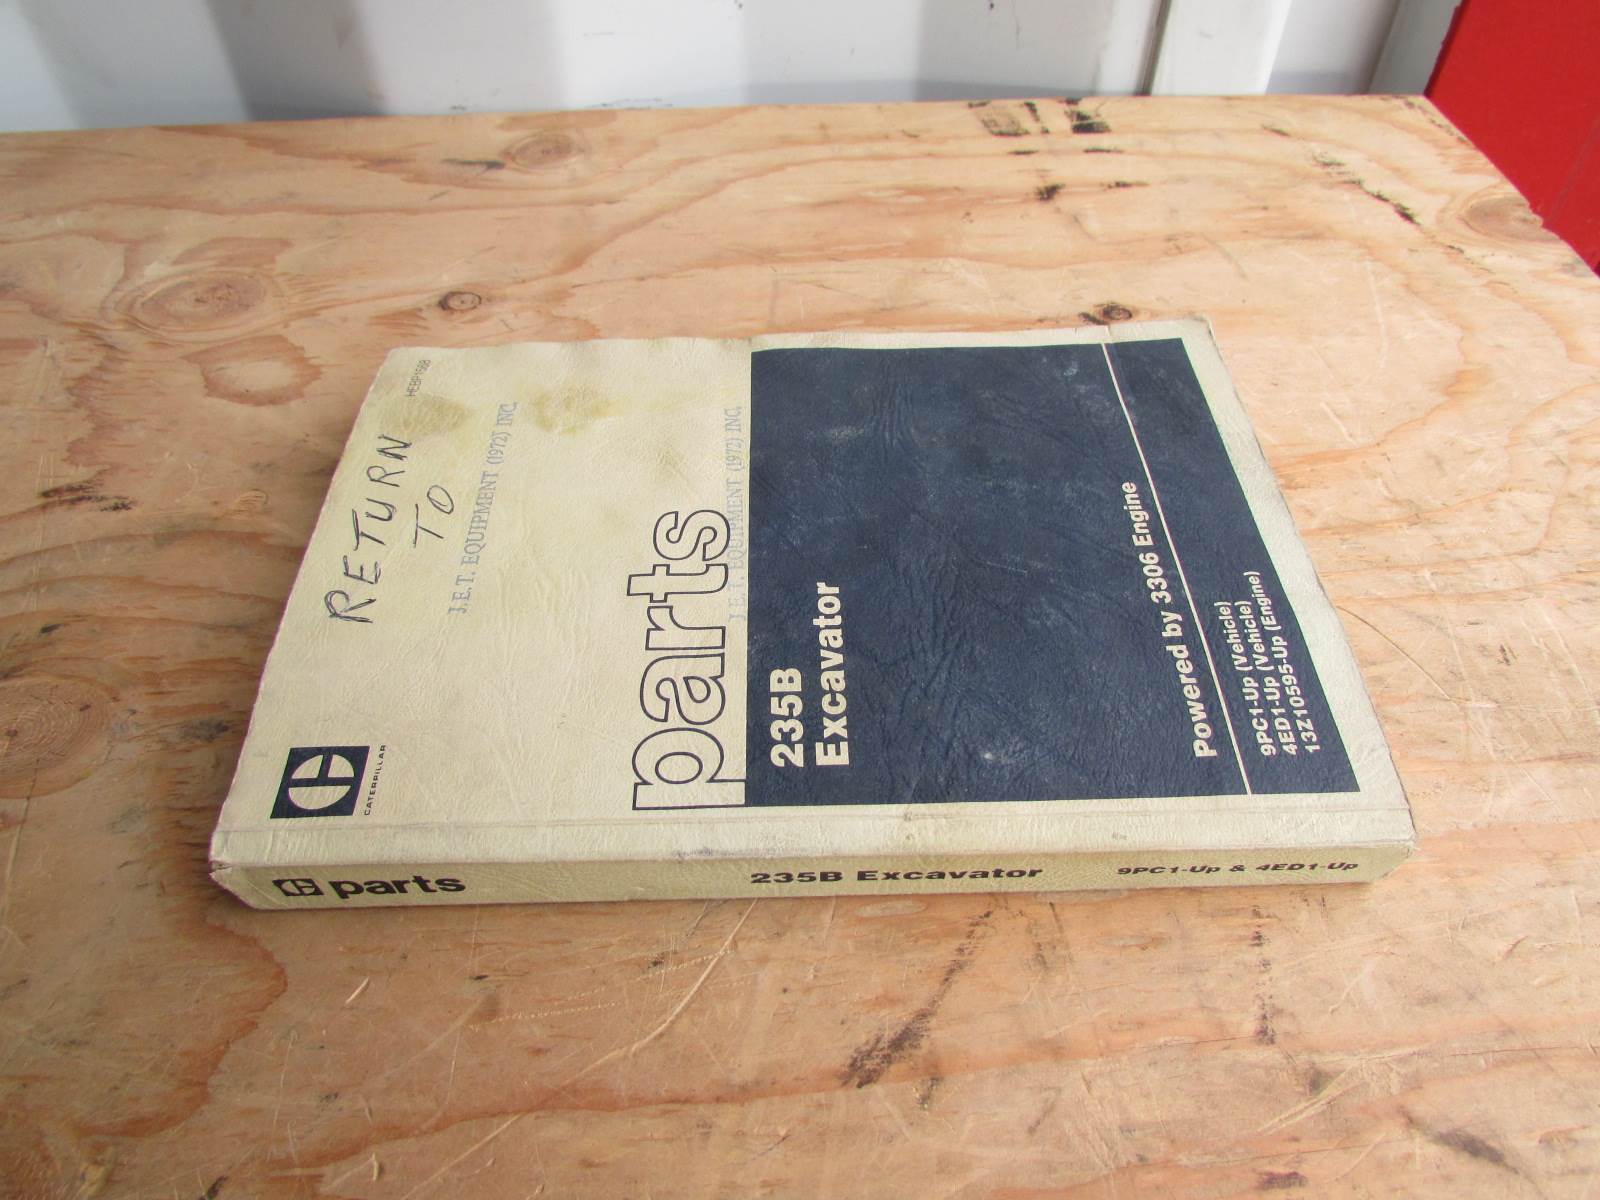 HEBP1568
RETURN
TO
J.E.T. EQUIPMENT (1972) INC.
CATERPILLAR
parts
J.E.T. EQUIPMENT (1972) INC.
235B
Excavator
Powered by 3306 Engine
9PC1-Up (Vehicle)
4ED1-Up (Vehicle)
13Z10595-Up (Engine)
parts 235B Excavator 9PC1-Up & 4ED1-Up